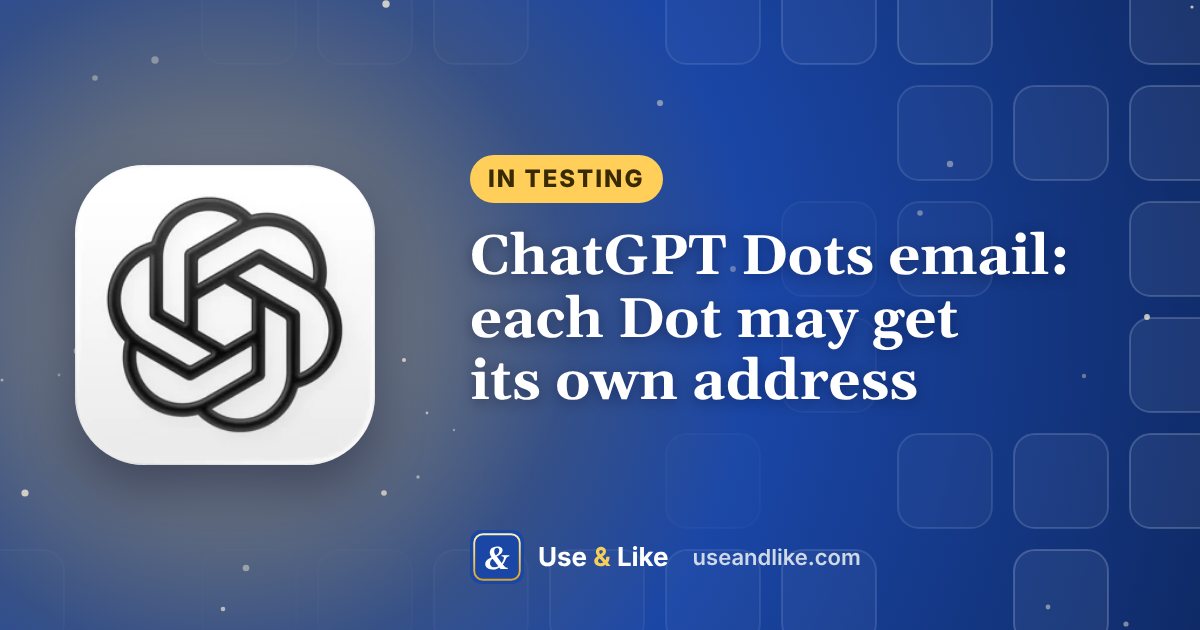 IN TESTING
ChatGPT Dots email:
each Dot may get
its own address
& Use & Like useandlike.com